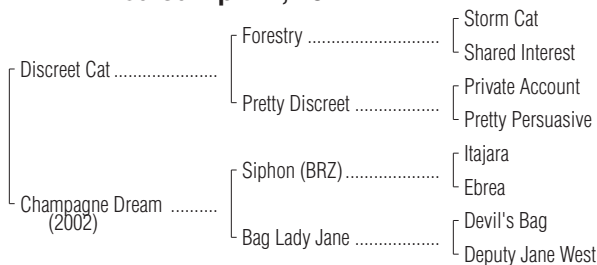 Storm Cat
Forestry ..................................
Shared Interest
Discreet Cat .....................
Private Account
Pretty Discreet ...................
Pretty Persuasive
Itajara
Siphon (BRZ)...................
Ebrea
Champagne Dream ..........
(2002)
Devil's Bag
Bag Lady Jane .................
Deputy Jane West